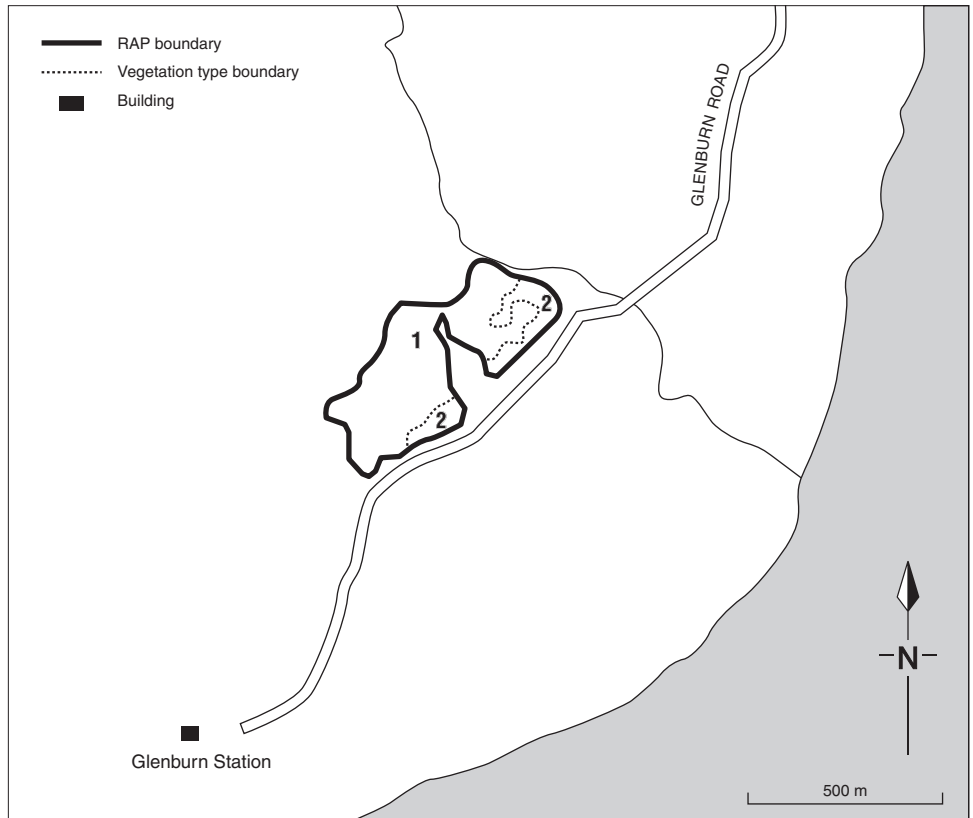 RAP boundary
Vegetation type boundary
Building
GLENBURN ROAD
2
1
2
N
Glenburn Station
500 m